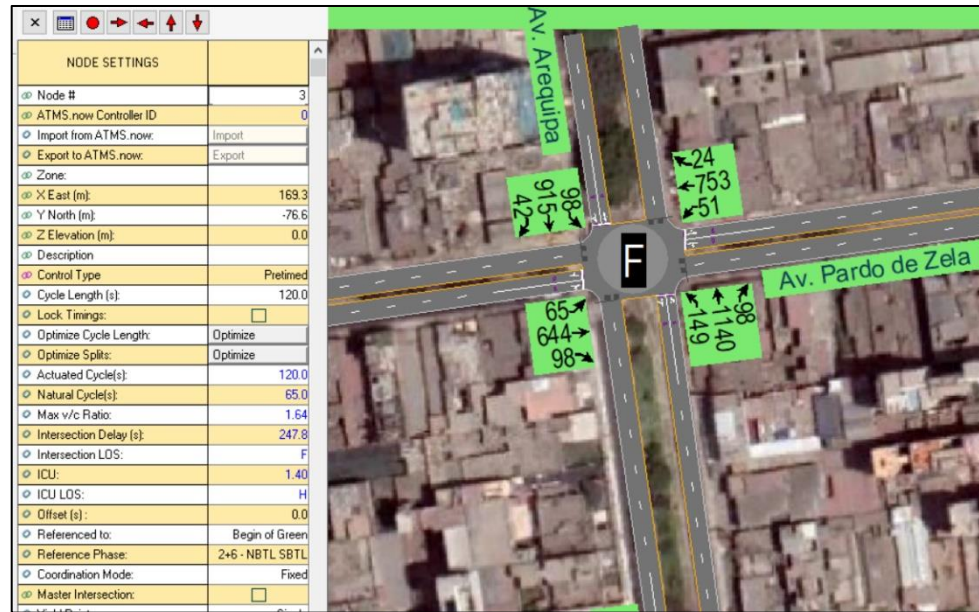 NODE SETTINGS
Node # 3
ATMS.now Controller ID 0
Import from ATMS.now: Import
Export to ATMS.now: Export
Zone:
X East (m): 169.3
Y North (m): -76.6
Z Elevation (m): 0.0
Description
Control Type Pretimed
Cycle Length (s): 120.0
Lock Timings:
Optimize Cycle Length: Optimize
Optimize Splits: Optimize
Actuated Cycle(s): 120.0
Natural Cycle(s): 65.0
Max v/c Ratio: 1.64
Intersection Delay (s): 247.8
Intersection LOS: F
ICU: 1.40
ICU LOS: H
Offset (s) : 0.0
Referenced to: Begin of Green
Reference Phase: 2+6 - NBTL SBTL
Coordination Mode: Fixed
Master Intersection:
Av. Arequipa
42
915
98
24
753
51
F
Av. Pardo de Zela
65
644
98
149
1140
98